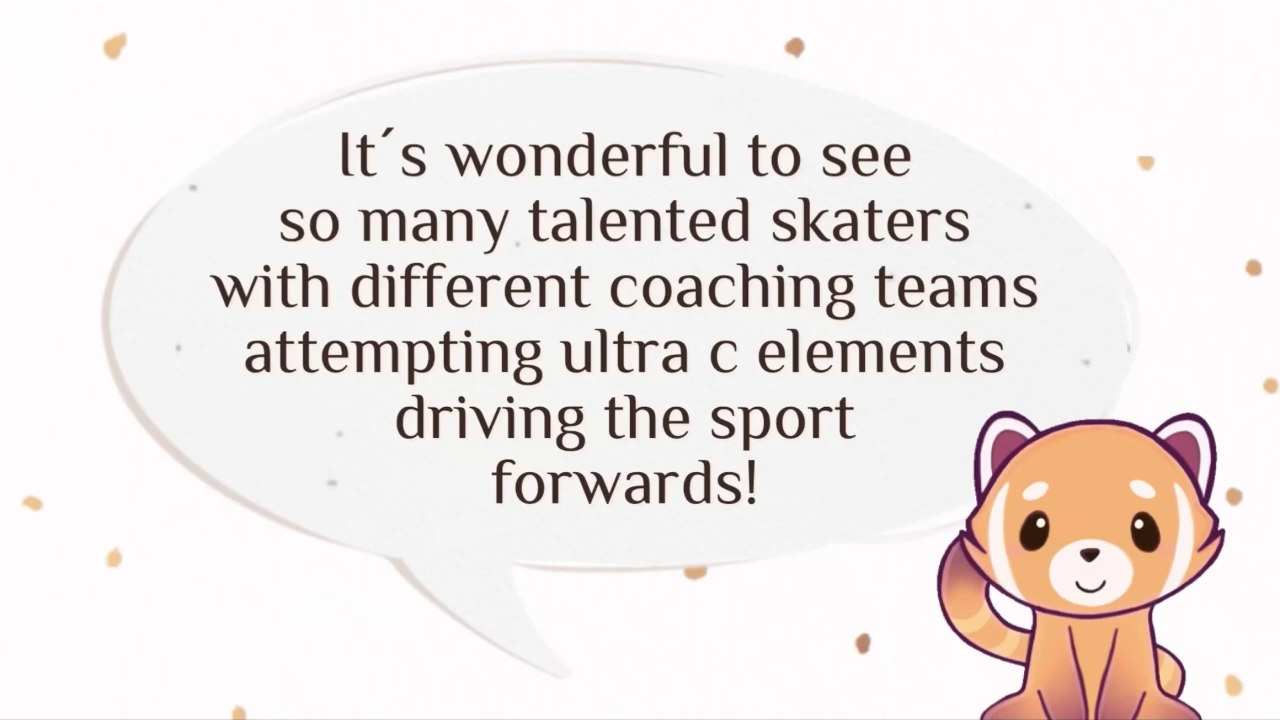 It´s wonderful to see
so many talented skaters
with different coaching teams
attempting ultra c elements
driving the sport
forwards!